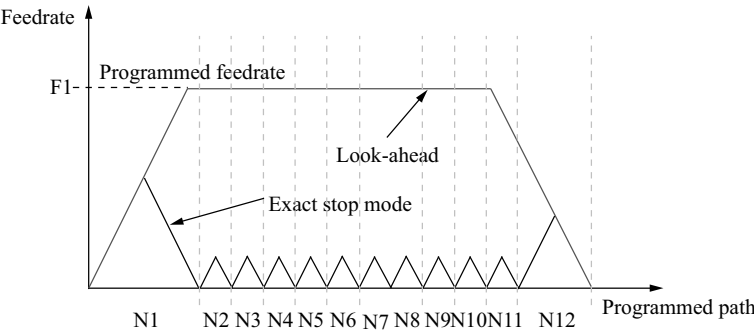 Feedrate
Programmed feedrate
F1
Look-ahead
Exact stop mode
Programmed path
N1 N2 N3 N4 N5 N6 N7 N8 N9 N10 N11 N12